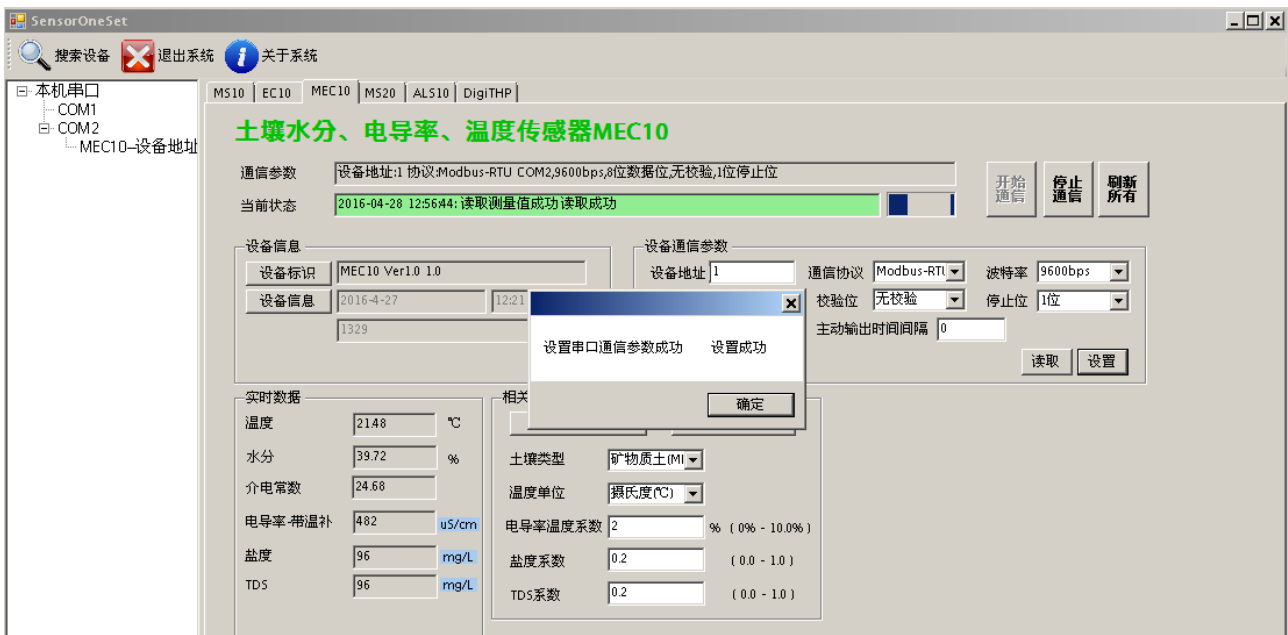 SensorOneSet
搜索设备 退出系统 关于系统
本机串口
COM1
COM2
MEC10--设备地址
MS10 EC10 MEC10 MS20 ALS10 DigiTHP
土壤水分、电导率、温度传感器MEC10
通信参数 设备地址:1 协议:Modbus-RTU COM2,9600bps,8位数据位,无校验,1位停止位
当前状态 2016-04-28 12:56:44: 读取测量值成功 读取成功
开始通信 停止通信 刷新所有
设备信息
设备标识 MEC10 Ver1.0 1.0
设备信息 2016-4-27 12:21
1329
设备通信参数
设备地址 1 通信协议 Modbus-RTU 波特率 9600bps
校验位 无校验 停止位 1位
主动输出时间间隔 0
读取 设置
设置串口通信参数成功 设置成功
确定
实时数据
温度 21.48 ℃
水分 39.72 %
介电常数 24.68
电导率-带温补 482 uS/cm
盐度 96 mg/L
TDS 96 mg/L
相关
土壤类型 矿物质土(MI
温度单位 摄氏度(℃)
电导率温度系数 2 % ( 0% - 10.0% )
盐度系数 0.2 ( 0.0 - 1.0 )
TDS系数 0.2 ( 0.0 - 1.0 )